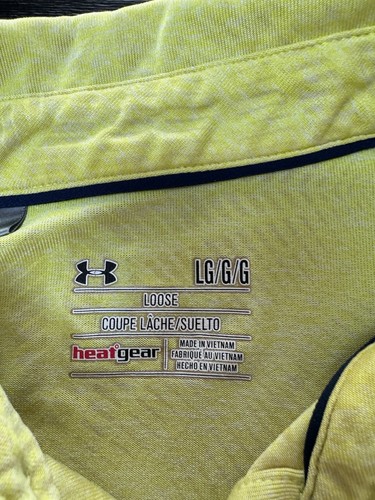 LG/G/G
LOOSE
COUPE LÂCHE/SUELTO
heatgear
MADE IN VIETNAM
FABRIQUÉ AU VIETNAM
HECHO EN VIETNAM